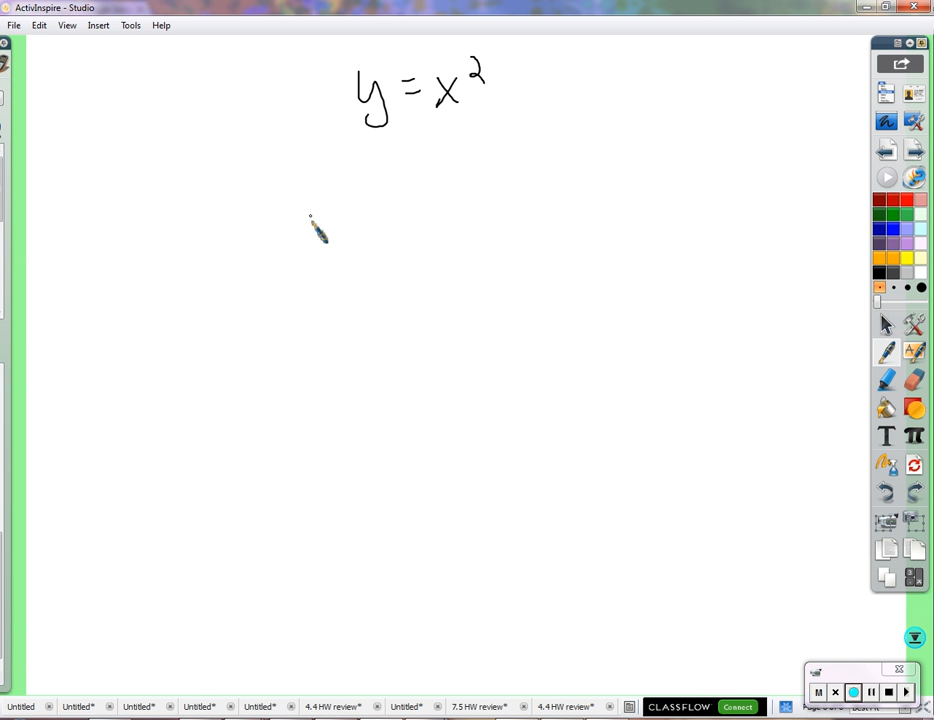 ActivInspire - Studio
File Edit View Insert Tools Help
y = x²
Untitled Untitled* Untitled* Untitled* Untitled* 4.4 HW review* Untitled* 7.5 HW review* 4.4 HW review* CLASSFLOW Connect
M